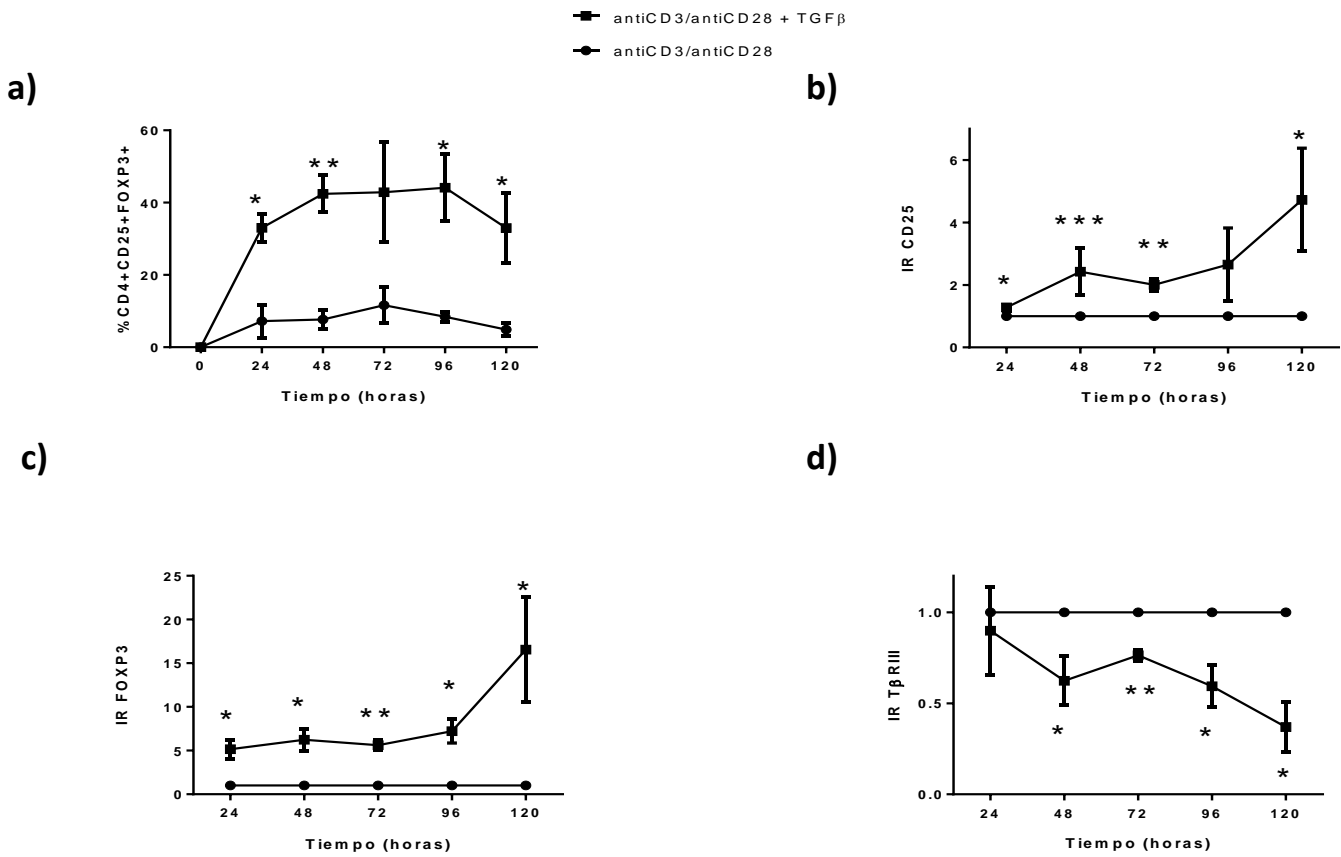 antiCD3/antiCD28 + TGFβ
antiCD3/antiCD28
a)
%CD4+CD25+FOXP3+
60
40
20
0
* ** * *
0 24 48 72 96 120
Tiempo (horas)
b)
IR CD25
6
4
2
0
* *** ** *
24 48 72 96 120
Tiempo (horas)
c)
IR FOXP3
25
20
15
10
5
0
* * ** * *
24 48 72 96 120
Tiempo (horas)
d)
IR TβRIII
1.0
0.5
0.0
* ** * *
24 48 72 96 120
Tiempo (horas)